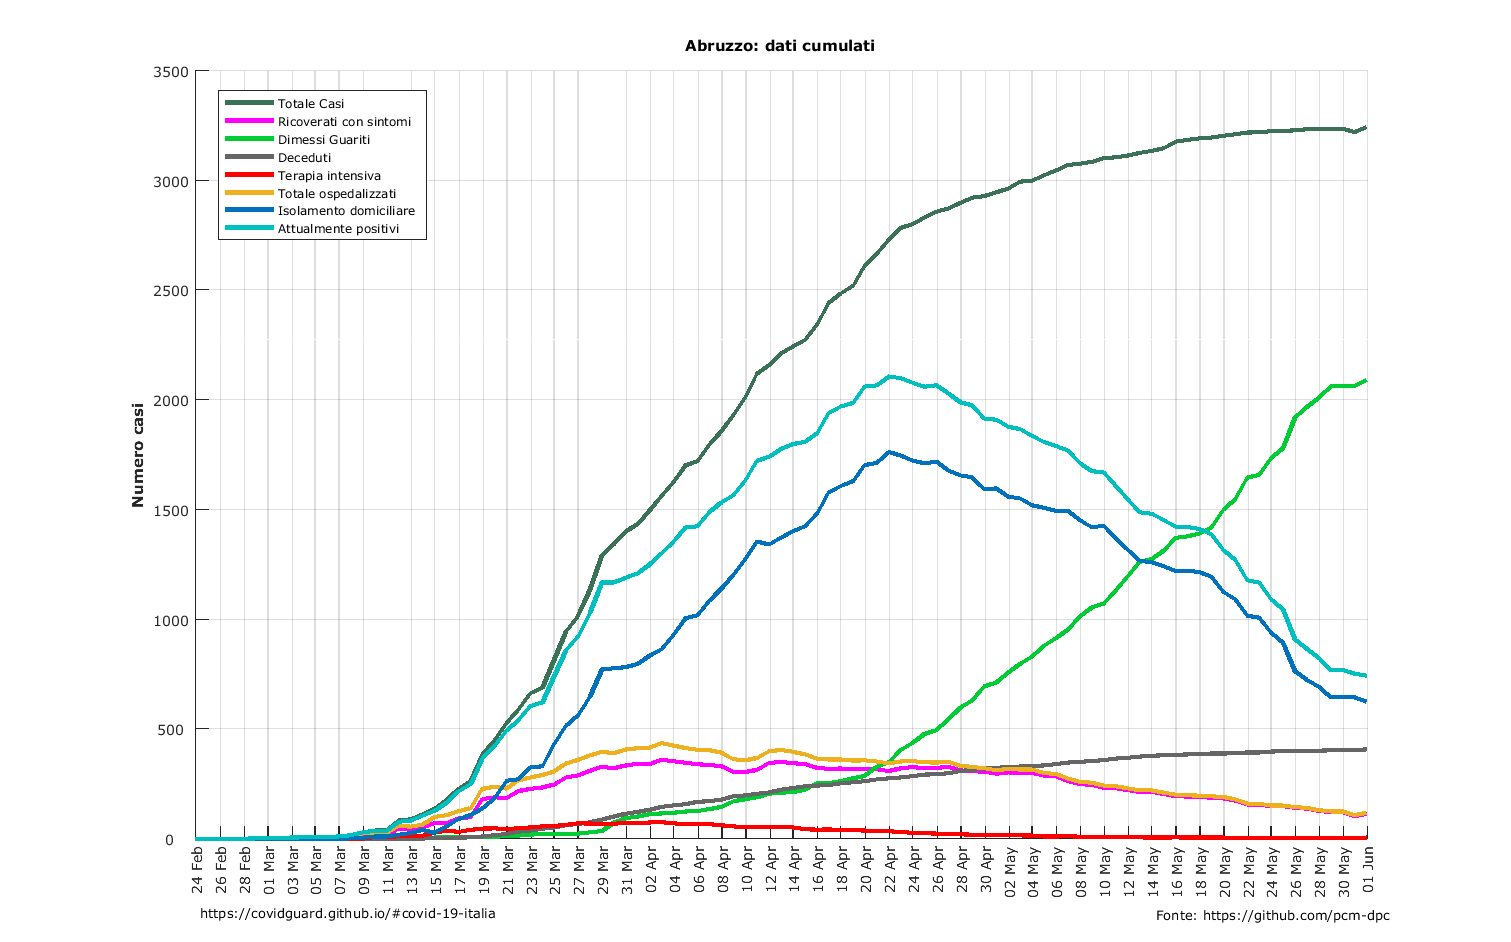 Abruzzo: dati cumulati
3500
3000
2500
2000
1500
1000
500
0
Numero casi
Totale Casi
Ricoverati con sintomi
Dimessi Guariti
Deceduti
Terapia intensiva
Totale ospedalizzati
Isolamento domiciliare
Attualmente positivi
24 Feb
26 Feb
28 Feb
01 Mar
03 Mar
05 Mar
07 Mar
09 Mar
11 Mar
13 Mar
15 Mar
17 Mar
19 Mar
21 Mar
23 Mar
25 Mar
27 Mar
29 Mar
31 Mar
02 Apr
04 Apr
06 Apr
08 Apr
10 Apr
12 Apr
14 Apr
16 Apr
18 Apr
20 Apr
22 Apr
24 Apr
26 Apr
28 Apr
30 Apr
02 May
04 May
06 May
08 May
10 May
12 May
14 May
16 May
18 May
20 May
22 May
24 May
26 May
28 May
30 May
01 Jun
https://covidguard.github.io/#covid-19-italia
Fonte: https://github.com/pcm-dpc